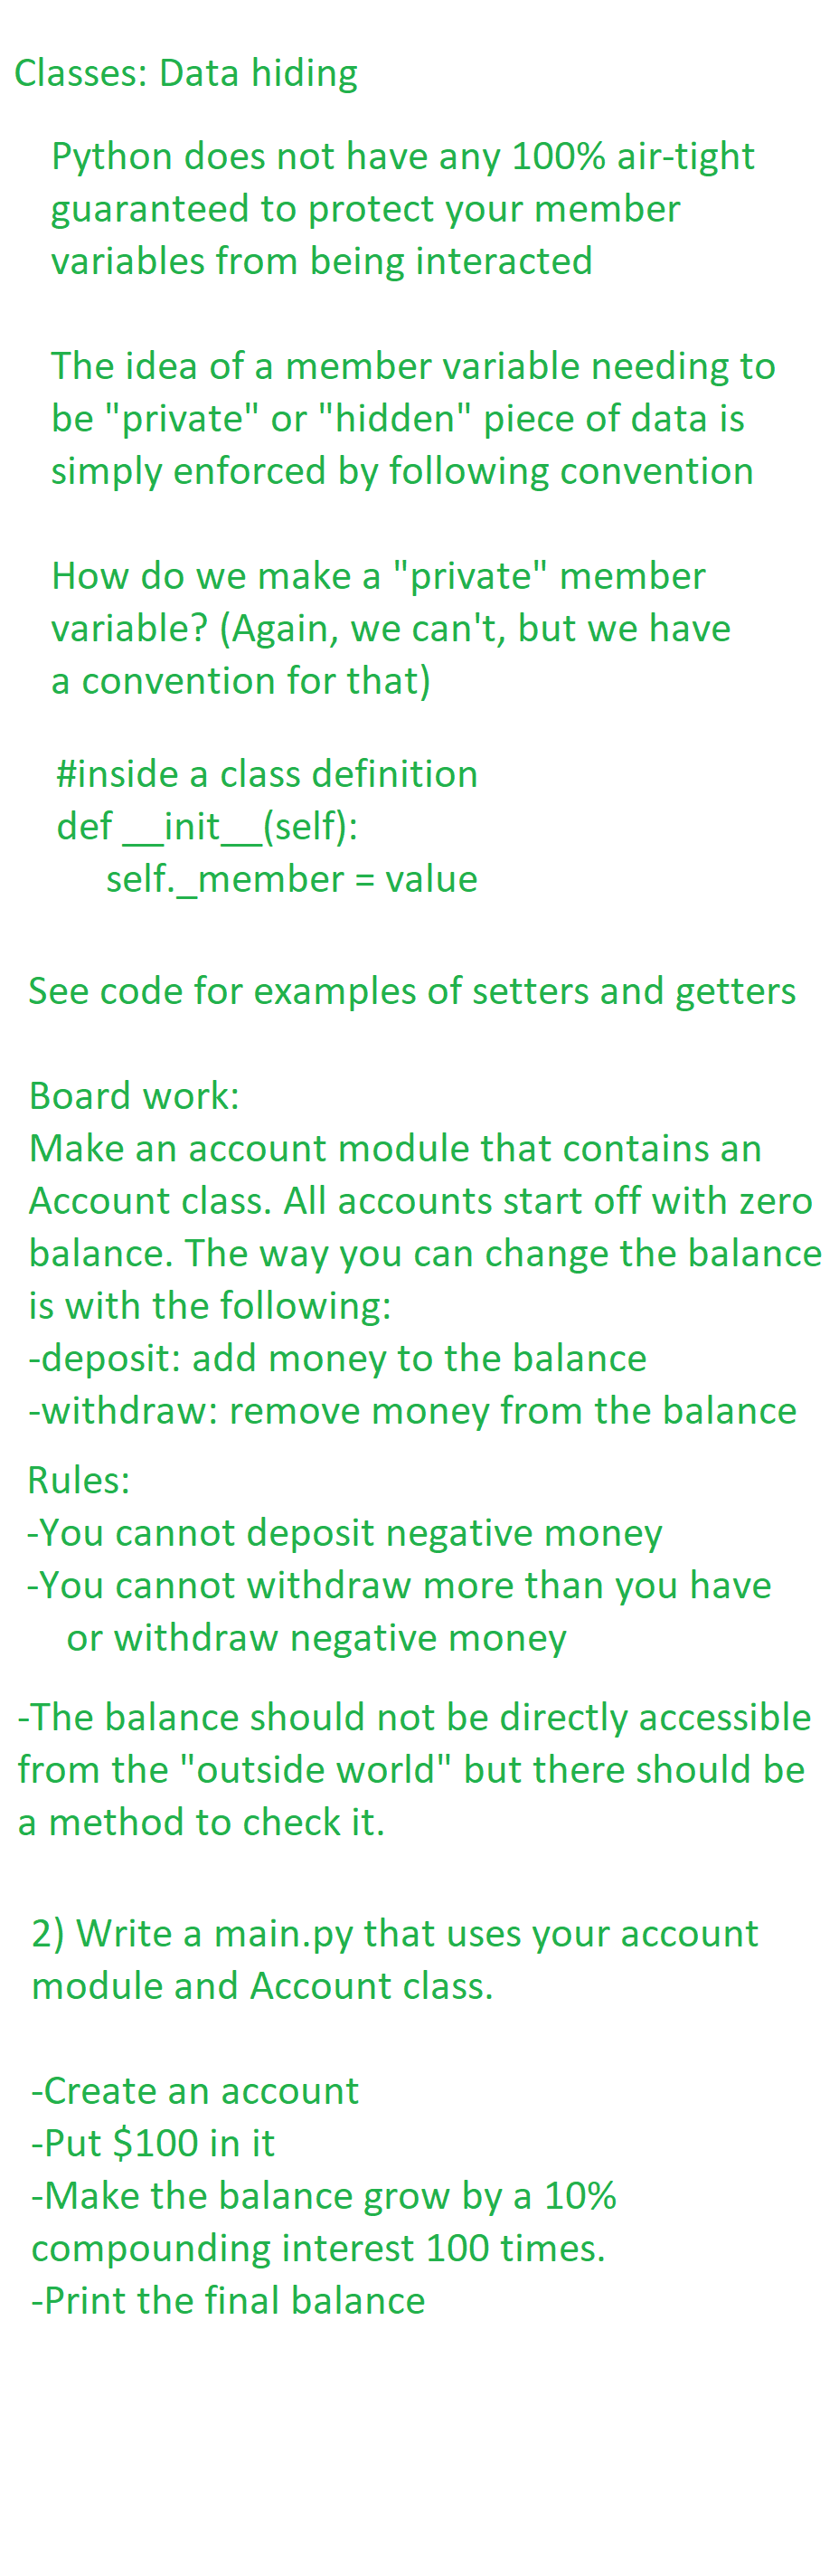 Classes: Data hiding
Python does not have any 100% air-tight
guaranteed to protect your member
variables from being interacted
The idea of a member variable needing to
be "private" or "hidden" piece of data is
simply enforced by following convention
How do we make a "private" member
variable? (Again, we can't, but we have
a convention for that)
#inside a class definition
def __init__(self):
self._member = value
See code for examples of setters and getters
Board work:
Make an account module that contains an
Account class. All accounts start off with zero
balance. The way you can change the balance
is with the following:
-deposit: add money to the balance
-withdraw: remove money from the balance
Rules:
-You cannot deposit negative money
-You cannot withdraw more than you have
or withdraw negative money
-The balance should not be directly accessible
from the "outside world" but there should be
a method to check it.
2) Write a main.py that uses your account
module and Account class.
-Create an account
-Put $100 in it
-Make the balance grow by a 10%
compounding interest 100 times.
-Print the final balance